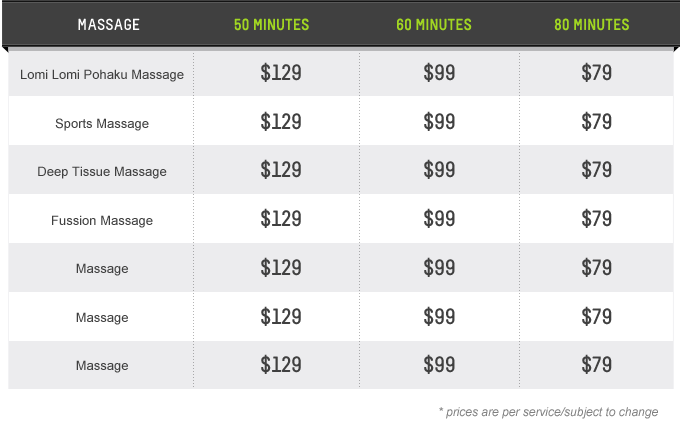 MASSAGE 50 MINUTES 60 MINUTES 80 MINUTES
Lomi Lomi Pohaku Massage $129 $99 $79
Sports Massage $129 $99 $79
Deep Tissue Massage $129 $99 $79
Fussion Massage $129 $99 $79
Massage $129 $99 $79
Massage $129 $99 $79
Massage $129 $99 $79
* prices are per service/subject to change